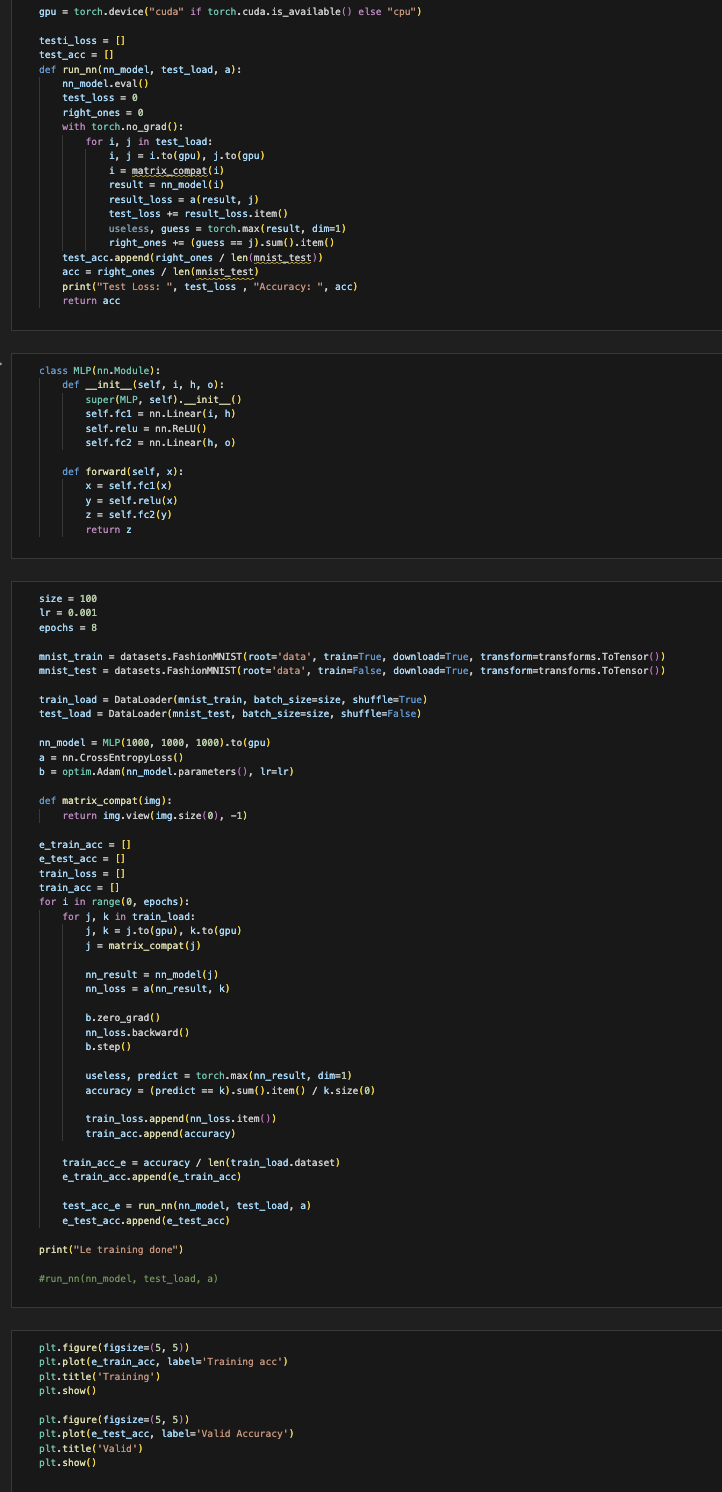 gpu = torch.device("cuda" if torch.cuda.is_available() else "cpu")
testi_loss = []
test_acc = []
def run_nn(nn_model, test_load, a):
nn_model.eval()
test_loss = 0
right_ones = 0
with torch.no_grad():
for i, j in test_load:
i, j = i.to(gpu), j.to(gpu)
i = matrix_compat(i)
result = nn_model(i)
result_loss = a(result, j)
test_loss += result_loss.item()
useless, guess = torch.max(result, dim=1)
right_ones += (guess == j).sum().item()
test_acc.append(right_ones / len(mnist_test))
acc = right_ones / len(mnist_test)
print("Test Loss: ", test_loss , "Accuracy: ", acc)
return acc
class MLP(nn.Module):
def __init__(self, i, h, o):
super(MLP, self).__init__()
self.fc1 = nn.Linear(i, h)
self.relu = nn.ReLU()
self.fc2 = nn.Linear(h, o)
def forward(self, x):
x = self.fc1(x)
y = self.relu(x)
z = self.fc2(y)
return z
size = 100
lr = 0.001
epochs = 8
mnist_train = datasets.FashionMNIST(root='data', train=True, download=True, transform=transforms.ToTensor())
mnist_test = datasets.FashionMNIST(root='data', train=False, download=True, transform=transforms.ToTensor())
train_load = DataLoader(mnist_train, batch_size=size, shuffle=True)
test_load = DataLoader(mnist_test, batch_size=size, shuffle=False)
nn_model = MLP(1000, 1000, 1000).to(gpu)
a = nn.CrossEntropyLoss()
b = optim.Adam(nn_model.parameters(), lr=lr)
def matrix_compat(img):
return img.view(img.size(0), -1)
e_train_acc = []
e_test_acc = []
train_loss = []
train_acc = []
for i in range(0, epochs):
for j, k in train_load:
j, k = j.to(gpu), k.to(gpu)
j = matrix_compat(j)
nn_result = nn_model(j)
nn_loss = a(nn_result, k)
b.zero_grad()
nn_loss.backward()
b.step()
useless, predict = torch.max(nn_result, dim=1)
accuracy = (predict == k).sum().item() / k.size(0)
train_loss.append(nn_loss.item())
train_acc.append(accuracy)
train_acc_e = accuracy / len(train_load.dataset)
e_train_acc.append(e_train_acc)
test_acc_e = run_nn(nn_model, test_load, a)
e_test_acc.append(e_test_acc)
print("Le training done")
#run_nn(nn_model, test_load, a)
plt.figure(figsize=(5, 5))
plt.plot(e_train_acc, label='Training acc')
plt.title('Training')
plt.show()
plt.figure(figsize=(5, 5))
plt.plot(e_test_acc, label='Valid Accuracy')
plt.title('Valid')
plt.show()